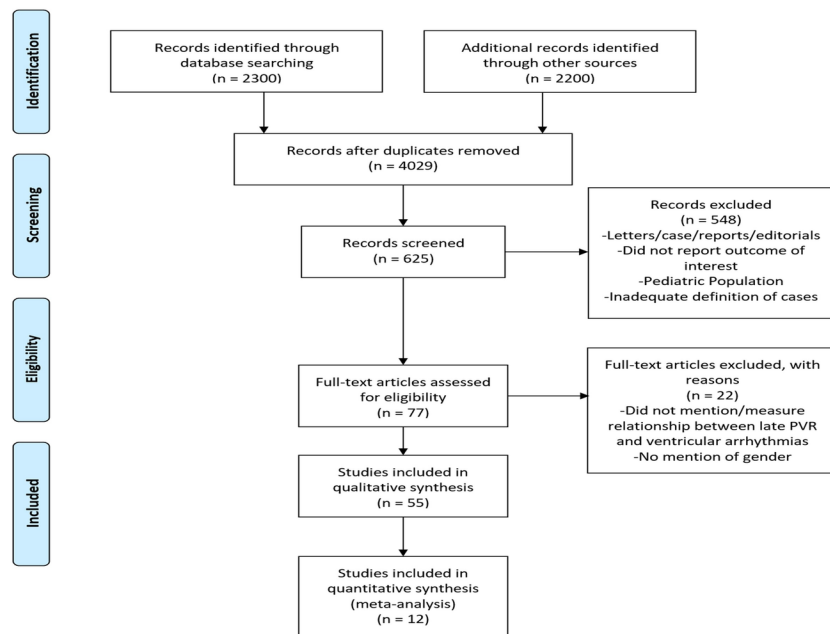 Identification
Records identified through
database searching
(n = 2300)
Additional records identified
through other sources
(n = 2200)
Records after duplicates removed
(n = 4029)
Screening
Records screened
(n = 625)
Records excluded
(n = 548)
-Letters/case/reports/editorials
-Did not report outcome of
interest
-Pediatric Population
-Inadequate definition of cases
Eligibility
Full-text articles assessed
for eligibility
(n = 77)
Full-text articles excluded, with
reasons
(n = 22)
-Did not mention/measure
relationship between late PVR
and ventricular arrhythmias
-No mention of gender
Included
Studies included in
qualitative synthesis
(n = 55)
Studies included in
quantitative synthesis
(meta-analysis)
(n = 12)